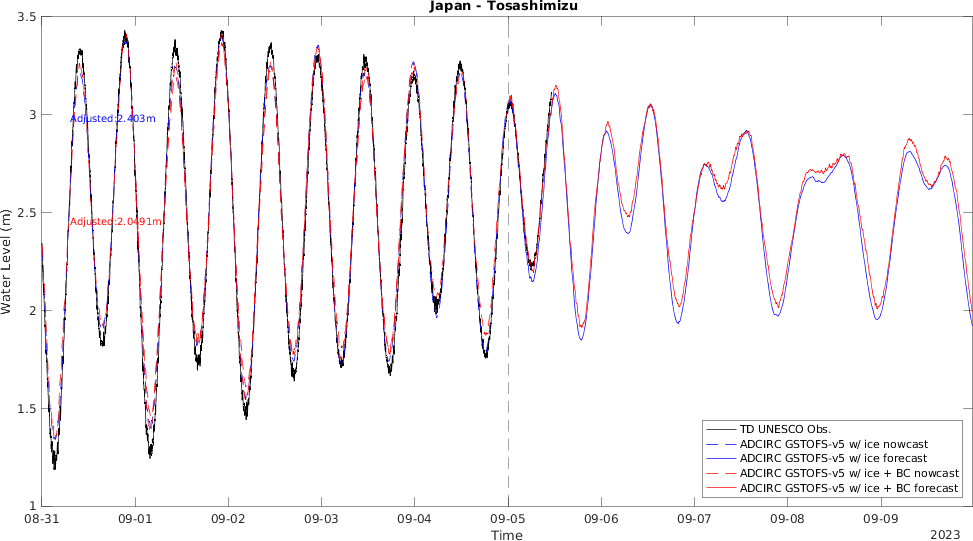 Japan - Tosashimizu
3.5
3
2.5
2
1.5
1
Water Level (m)
Adjusted:2.403m
Adjusted:2.0491m
TD UNESCO Obs.
ADCIRC GSTOFS-v5 w/ ice nowcast
ADCIRC GSTOFS-v5 w/ ice forecast
ADCIRC GSTOFS-v5 w/ ice + BC nowcast
ADCIRC GSTOFS-v5 w/ ice + BC forecast
08-31 09-01 09-02 09-03 09-04 09-05 09-06 09-07 09-08 09-09
Time
2023